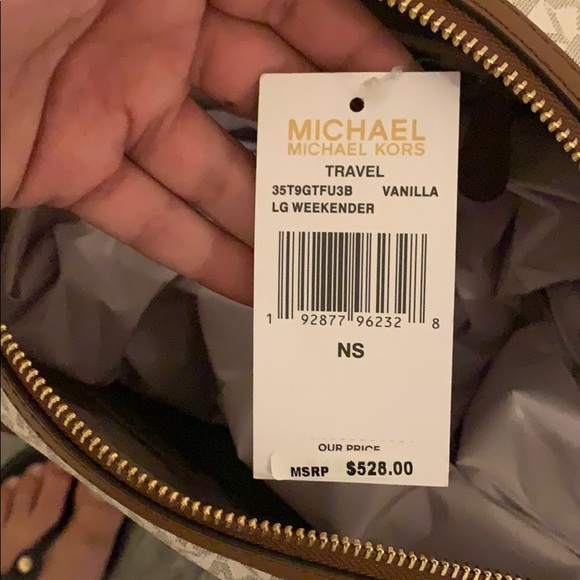 MICHAEL
MICHAEL KORS
TRAVEL
35T9GTFU3B VANILLA
LG WEEKENDER
1 92877 96232 8
NS
OUR PRICE
MSRP $528.00